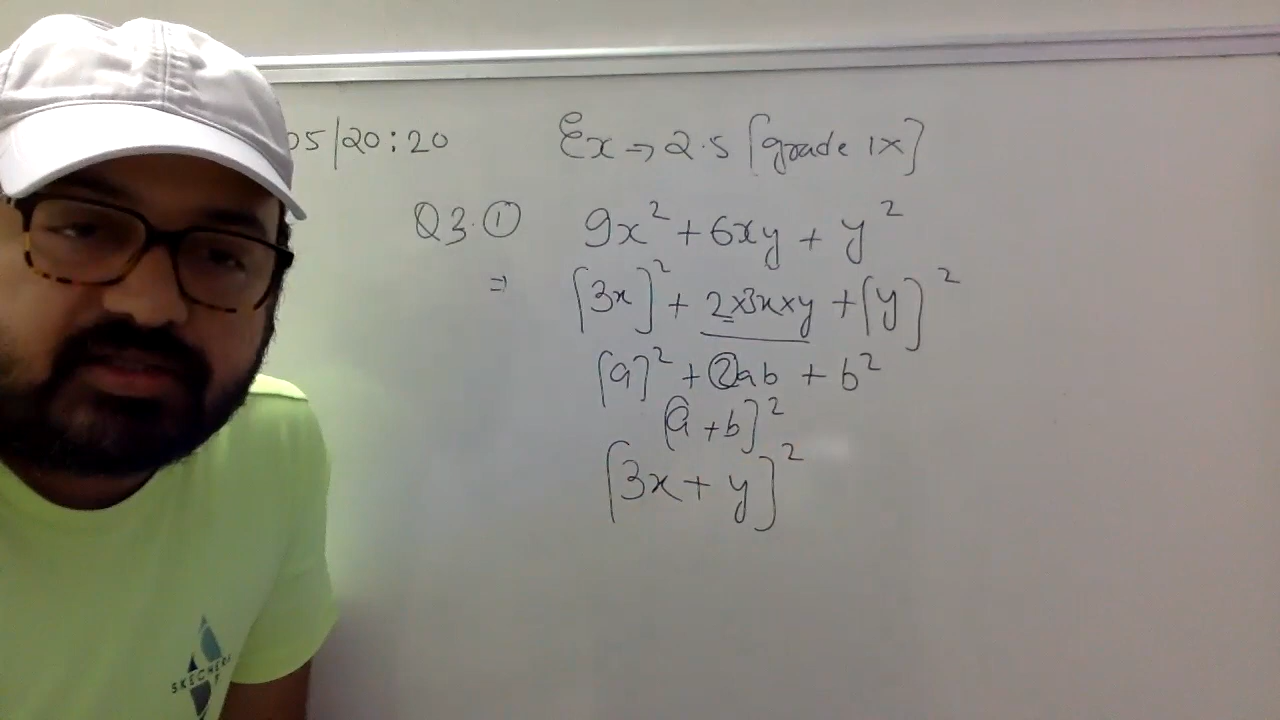 05/20:20
Ex → 2.5 [grade IX]
Q3. ① 9x² + 6xy + y²
⇒ [3x]² + 2×3x×y + [y]²
[a]² + 2ab + b²
[a + b]²
[3x + y]²
SKECHERS